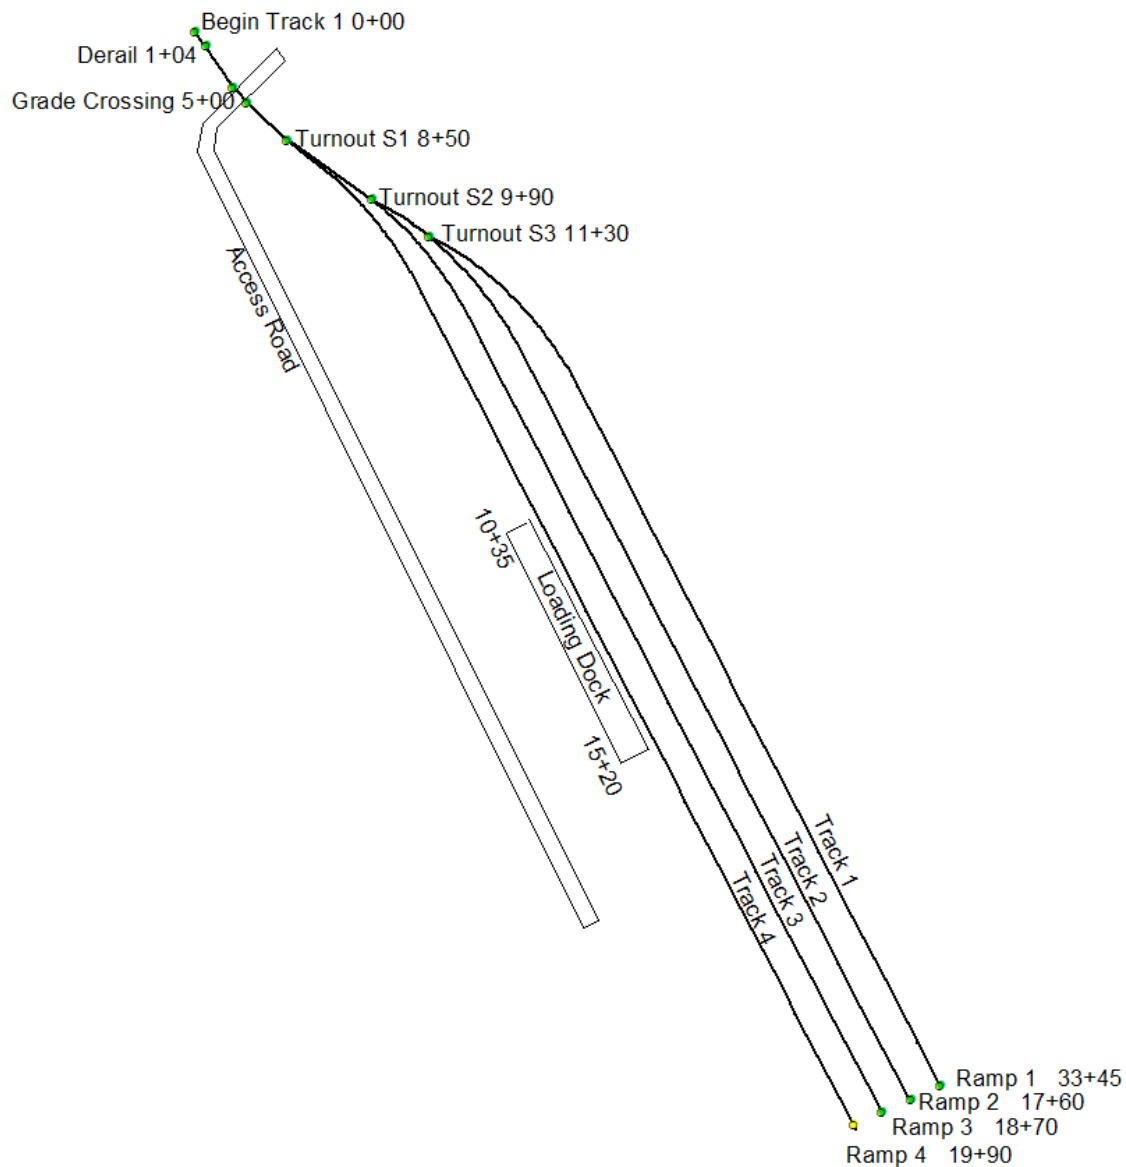 Begin Track 1 0+00
Derail 1+04
Grade Crossing 5+00
Turnout S1 8+50
Turnout S2 9+90
Turnout S3 11+30
Access Road
10+35
Loading Dock
15+20
Track 1
Track 2
Track 3
Track 4
Ramp 1 33+45
Ramp 2 17+60
Ramp 3 18+70
Ramp 4 19+90